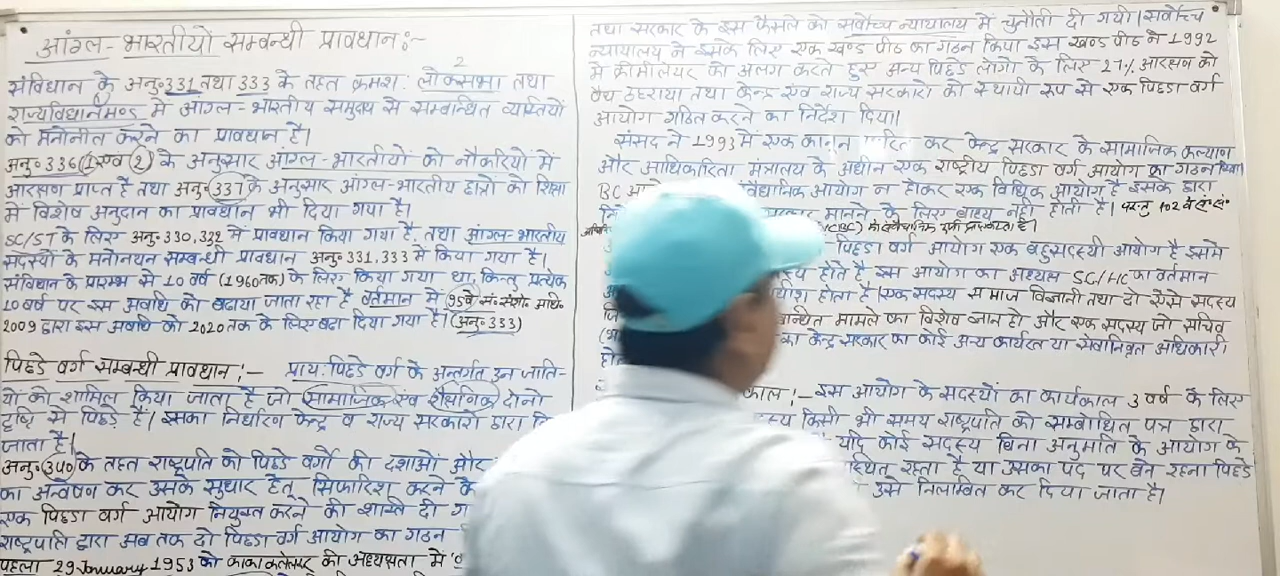 आंग्ल-भारतीयों सम्बन्धी प्रावधान:-
2
संविधान के अनु॰331 तथा 333 के तहत क्रमश: लोकसभा तथा
राज्यविधानमण्ड में आंग्ल-भारतीय समुदाय से सम्बन्धित व्यक्तियों
को मनोनीत करने का प्रावधान है।
अनु॰336(1)एवं(2) के अनुसार आंग्ल-भारतीयों को नौकरियों में
आरक्षण प्राप्त है तथा अनु॰337 के अनुसार आंग्ल-भारतीय छात्रों को शिक्षा
में विशेष अनुदान का प्रावधान भी दिया गया है।
SC/ST के लिए अनु॰330,332 में प्रावधान किया गया है, तथा आंग्ल-भारतीय
सदस्यों के मनोनयन सम्बन्धी प्रावधान अनु॰331,333 में किया गया है।
संविधान के प्रारम्भ से 10 वर्ष (1960तक) के लिए किया गया था, किन्तु प्रत्येक
10 वर्ष पर इस अवधि को बढाया जाता रहा है वर्तमान में (95वें सं॰ संशो॰ अधि॰
2009 द्वारा इस अवधि को 2020 तक के लिए बढा दिया गया है। (अनु॰333)
पिछडे वर्ग सम्बन्धी प्रावधान :- प्राय: पिछडे वर्ग के अन्तर्गत उन जाति-
यों को शामिल किया जाता है जो सामाजिक एवं शैक्षणिक दोनो
दृष्टि से पिछडे हैं। इसका निर्धारण केन्द्र व राज्य सरकारों द्वारा कि
जाता है।
अनु॰340 के तहत राष्ट्रपति को पिछडे वर्गों की दशाओं और
का अन्वेषण कर उसके सुधार हेतु सिफारिश करने के
एक पिछडा वर्ग आयोग नियुक्त करने की शक्ति दी ग
राष्ट्रपति द्वारा अब तक दो पिछडा वर्ग आयोग का गठन
पहला 29 January 1953 को काका कालेलकर की अध्यक्षता में
तथा सरकार के इस फैसले को सर्वोच्च न्यायालय में चुनौती दी गयी। सर्वोच्च
न्यायालय ने इसके लिए एक खण्ड पीठ का गठन किया इस खण्ड पीठ ने 1992
में क्रीमीलेयर को अलग करते हुए अन्य पिछडे लोगों के लिए 27% आरक्षण को
वैध ठहराया तथा केन्द्र एवं राज्य सरकारों को स्थायी रूप से एक पिछडा वर्ग
आयोग गठित करने का निर्देश दिया।
संसद ने 1993 में एक कानून पारित कर केन्द्र सरकार के सामाजिक कल्याण
और आधिकारिता मंत्रालय के अधीन एक राष्ट्रीय पिछडा वर्ग आयोग का गठन किया
BC आ वैधानिक आयोग न होकर एक विधिक आयोग है इसके द्वारा
मानने के लिए बाध्य नहीं होती है। परन्तु 102 वें सं॰ सं॰
पिछडा वर्ग आयोग एक बहुसदस्यी आयोग है इसमें
होते हैं इस आयोग का अध्यक्ष SC/HC का वर्तमान
होता है। एक सदस्य समाज विज्ञानी तथा दो ऐसे सदस्य
मामले का विशेष ज्ञान हो और एक सदस्य जो सचिव
का केन्द्र सरकार का कोई अन्य कार्यरत या सेवानिवृत अधिकारी
काल :- इस आयोग के सदस्यों का कार्यकाल 3 वर्ष के लिए
किसी भी समय राष्ट्रपति को सम्बोधित पत्र द्वारा
यदि कोई सदस्य बिना अनुमति के आयोग के
रहता है या उसका पद पर बने रहना पिछडे
उसे निलम्बित कर दिया जाता है।